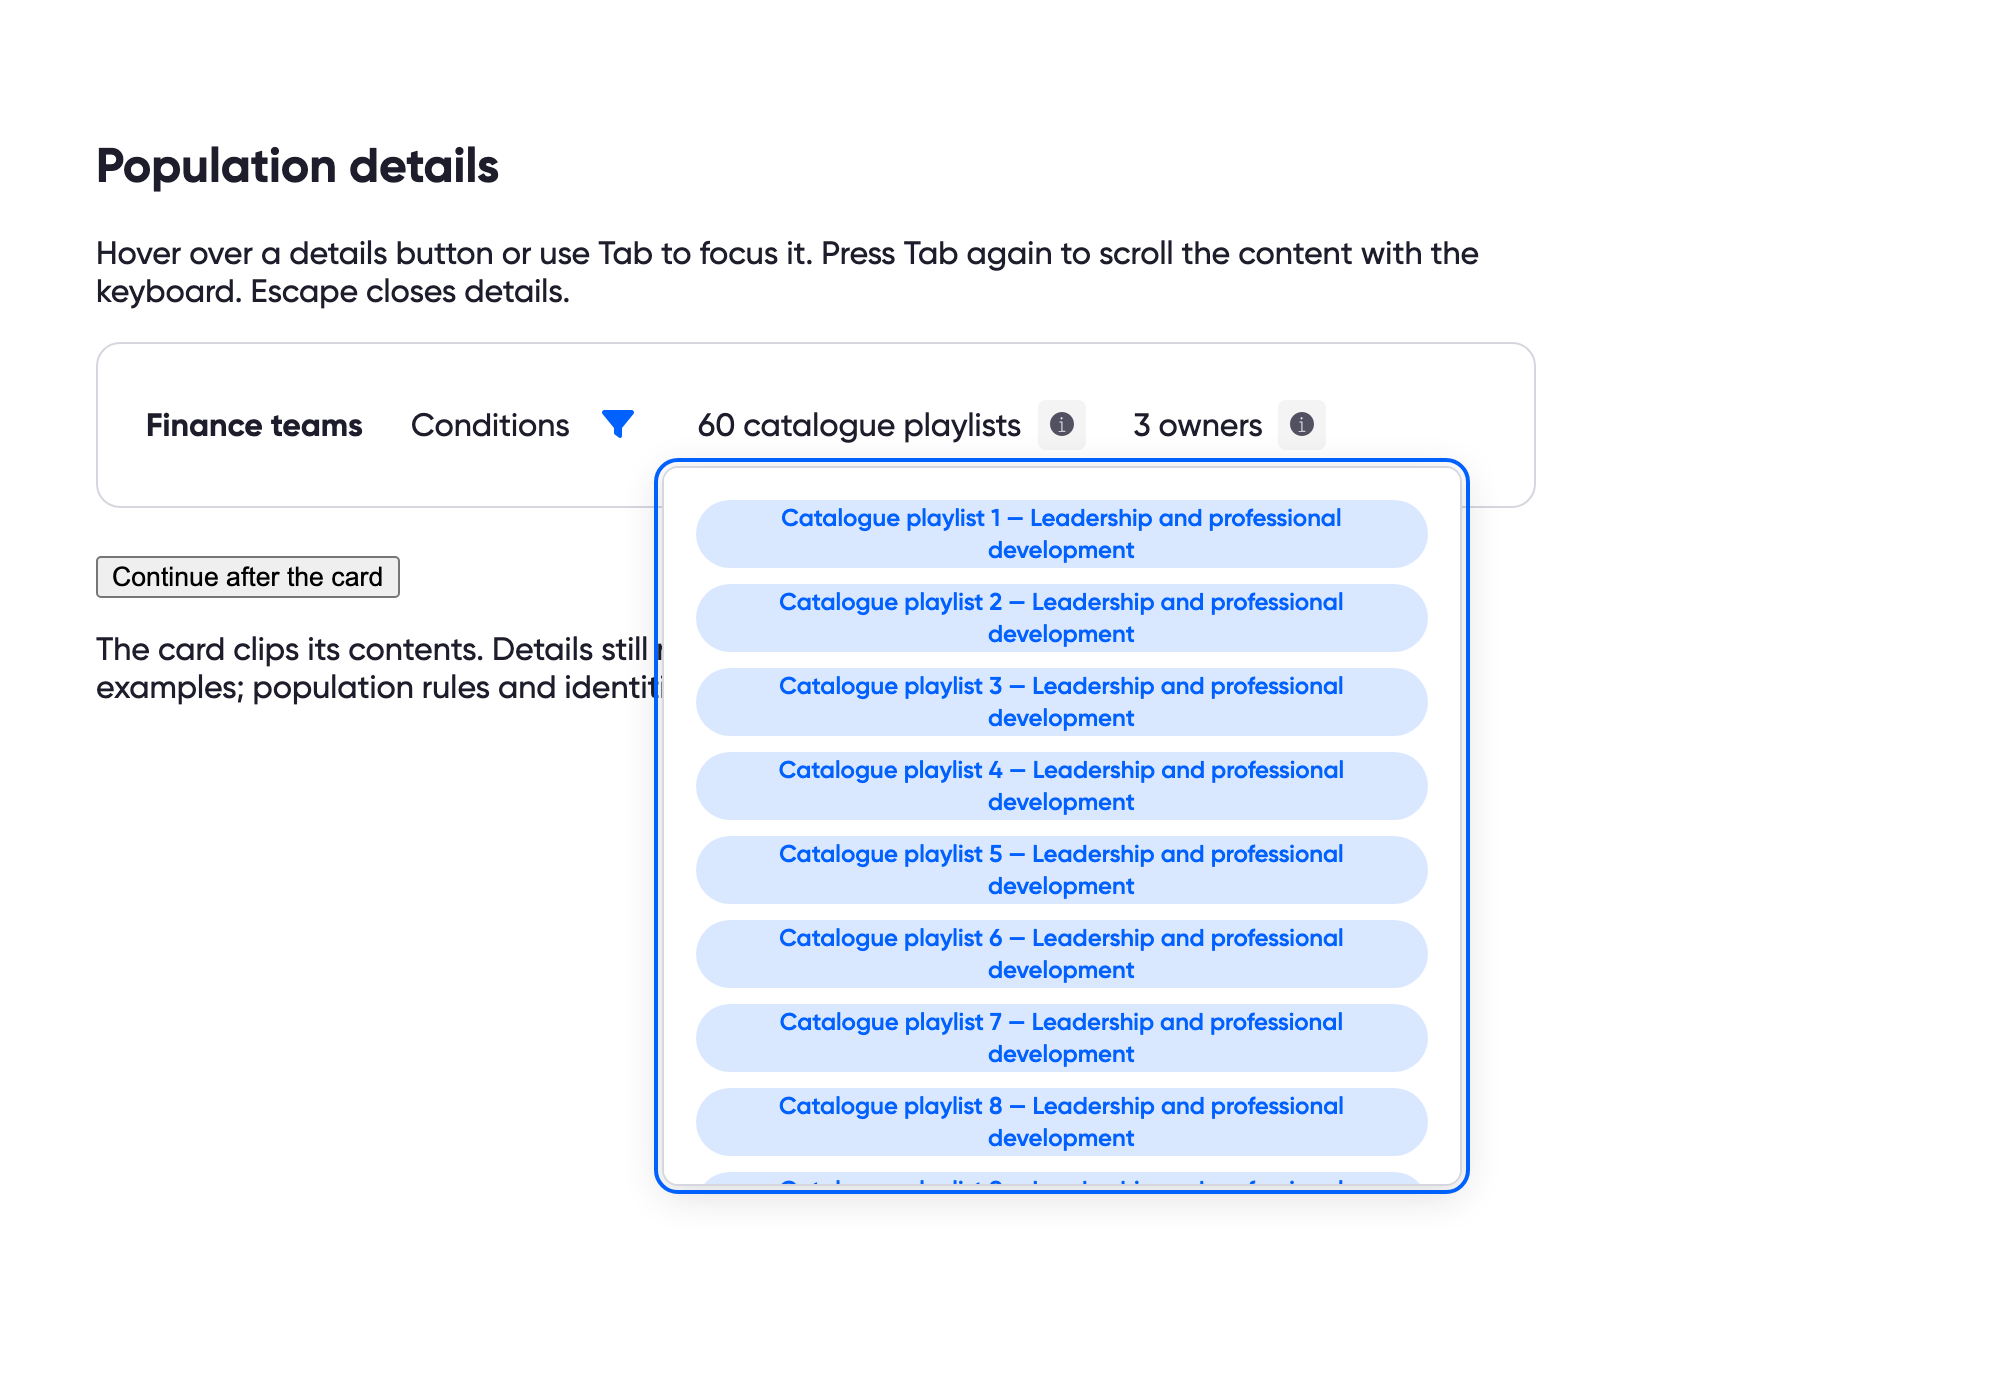 Population details
Hover over a details button or use Tab to focus it. Press Tab again to scroll the content with the
keyboard. Escape closes details.
Finance teams Conditions 60 catalogue playlists 3 owners
Catalogue playlist 1 — Leadership and professional
development
Continue after the card
Catalogue playlist 2 — Leadership and professional
development
The card clips its contents. Details still
examples; population rules and
Catalogue playlist 3 — Leadership and professional
development
Catalogue playlist 4 — Leadership and professional
development
Catalogue playlist 5 — Leadership and professional
development
Catalogue playlist 6 — Leadership and professional
development
Catalogue playlist 7 — Leadership and professional
development
Catalogue playlist 8 — Leadership and professional
development